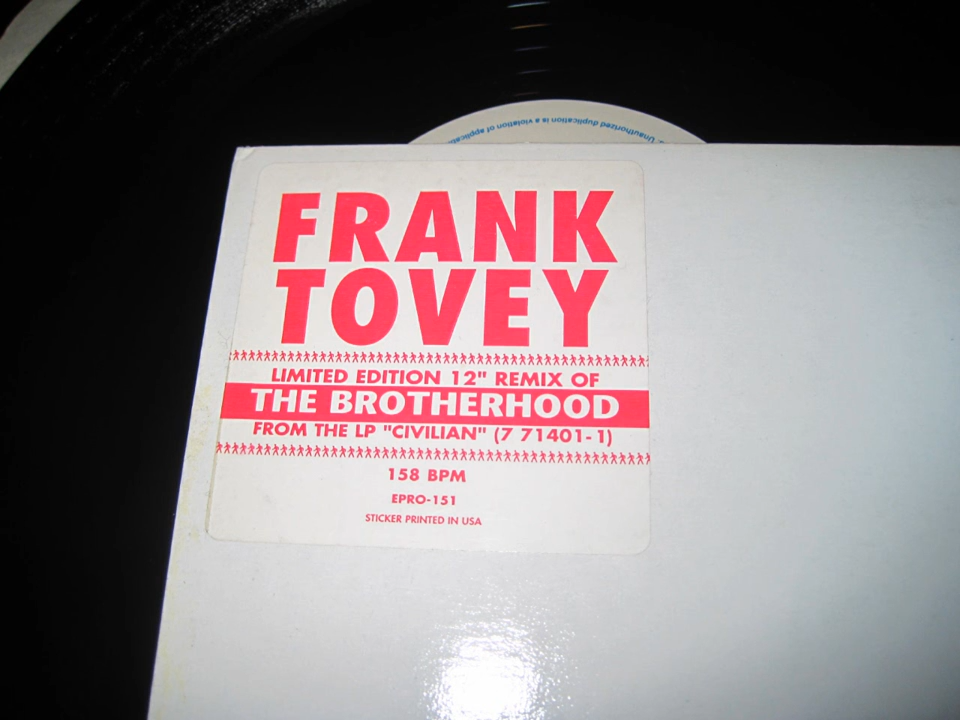 Unauthorized duplication is a violation of
FRANK
TOVEY
LIMITED EDITION 12" REMIX OF
THE BROTHERHOOD
FROM THE LP "CIVILIAN" (7 71401-1)
158 BPM
EPRO-151
STICKER PRINTED IN USA